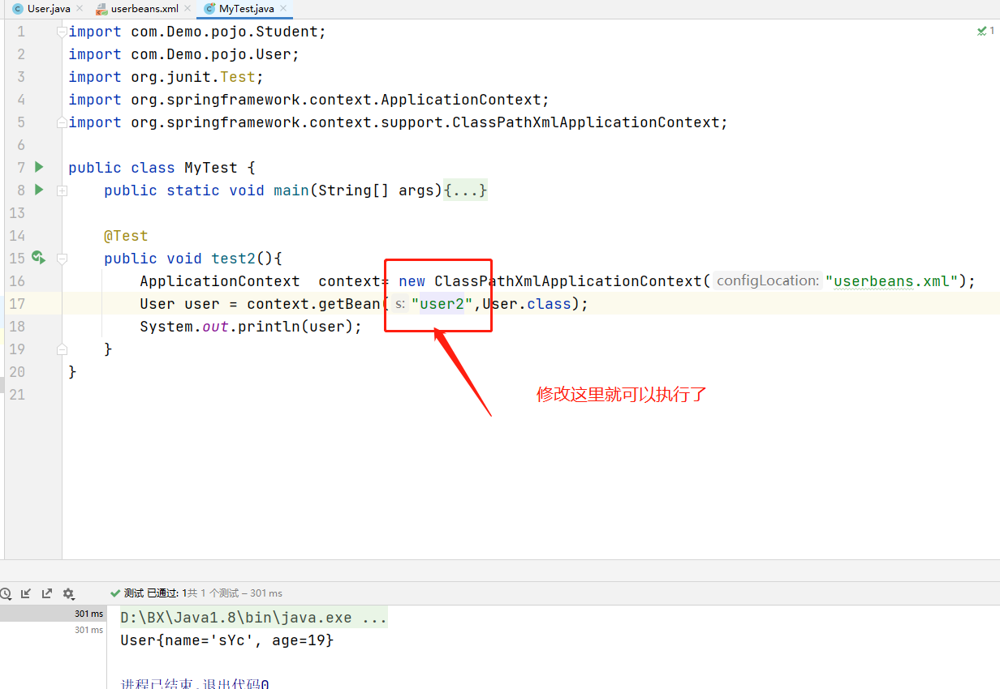 User.java
userbeans.xml
MyTest.java
1 import com.Demo.pojo.Student;
1
2 import com.Demo.pojo.User;
3 import org.junit.Test;
4 import org.springframework.context.ApplicationContext;
5 import org.springframework.context.support.ClassPathXmlApplicationContext;
6
7 public class MyTest {
8 public static void main(String[] args){...}
13
14 @Test
15 public void test2(){
16 ApplicationContext  context= new ClassPathXmlApplicationContext( configLocation: "userbeans.xml");
17 User user = context.getBean( s: "user2",User.class);
18 System.out.println(user);
19 }
20 }
21
修改这里就可以执行了
测试 已通过: 1共 1 个测试 – 301 ms
301 ms
301 ms
D:\BX\Java1.8\bin\java.exe ...
User{name='sYc', age=19}
进程已结束,退出代码0